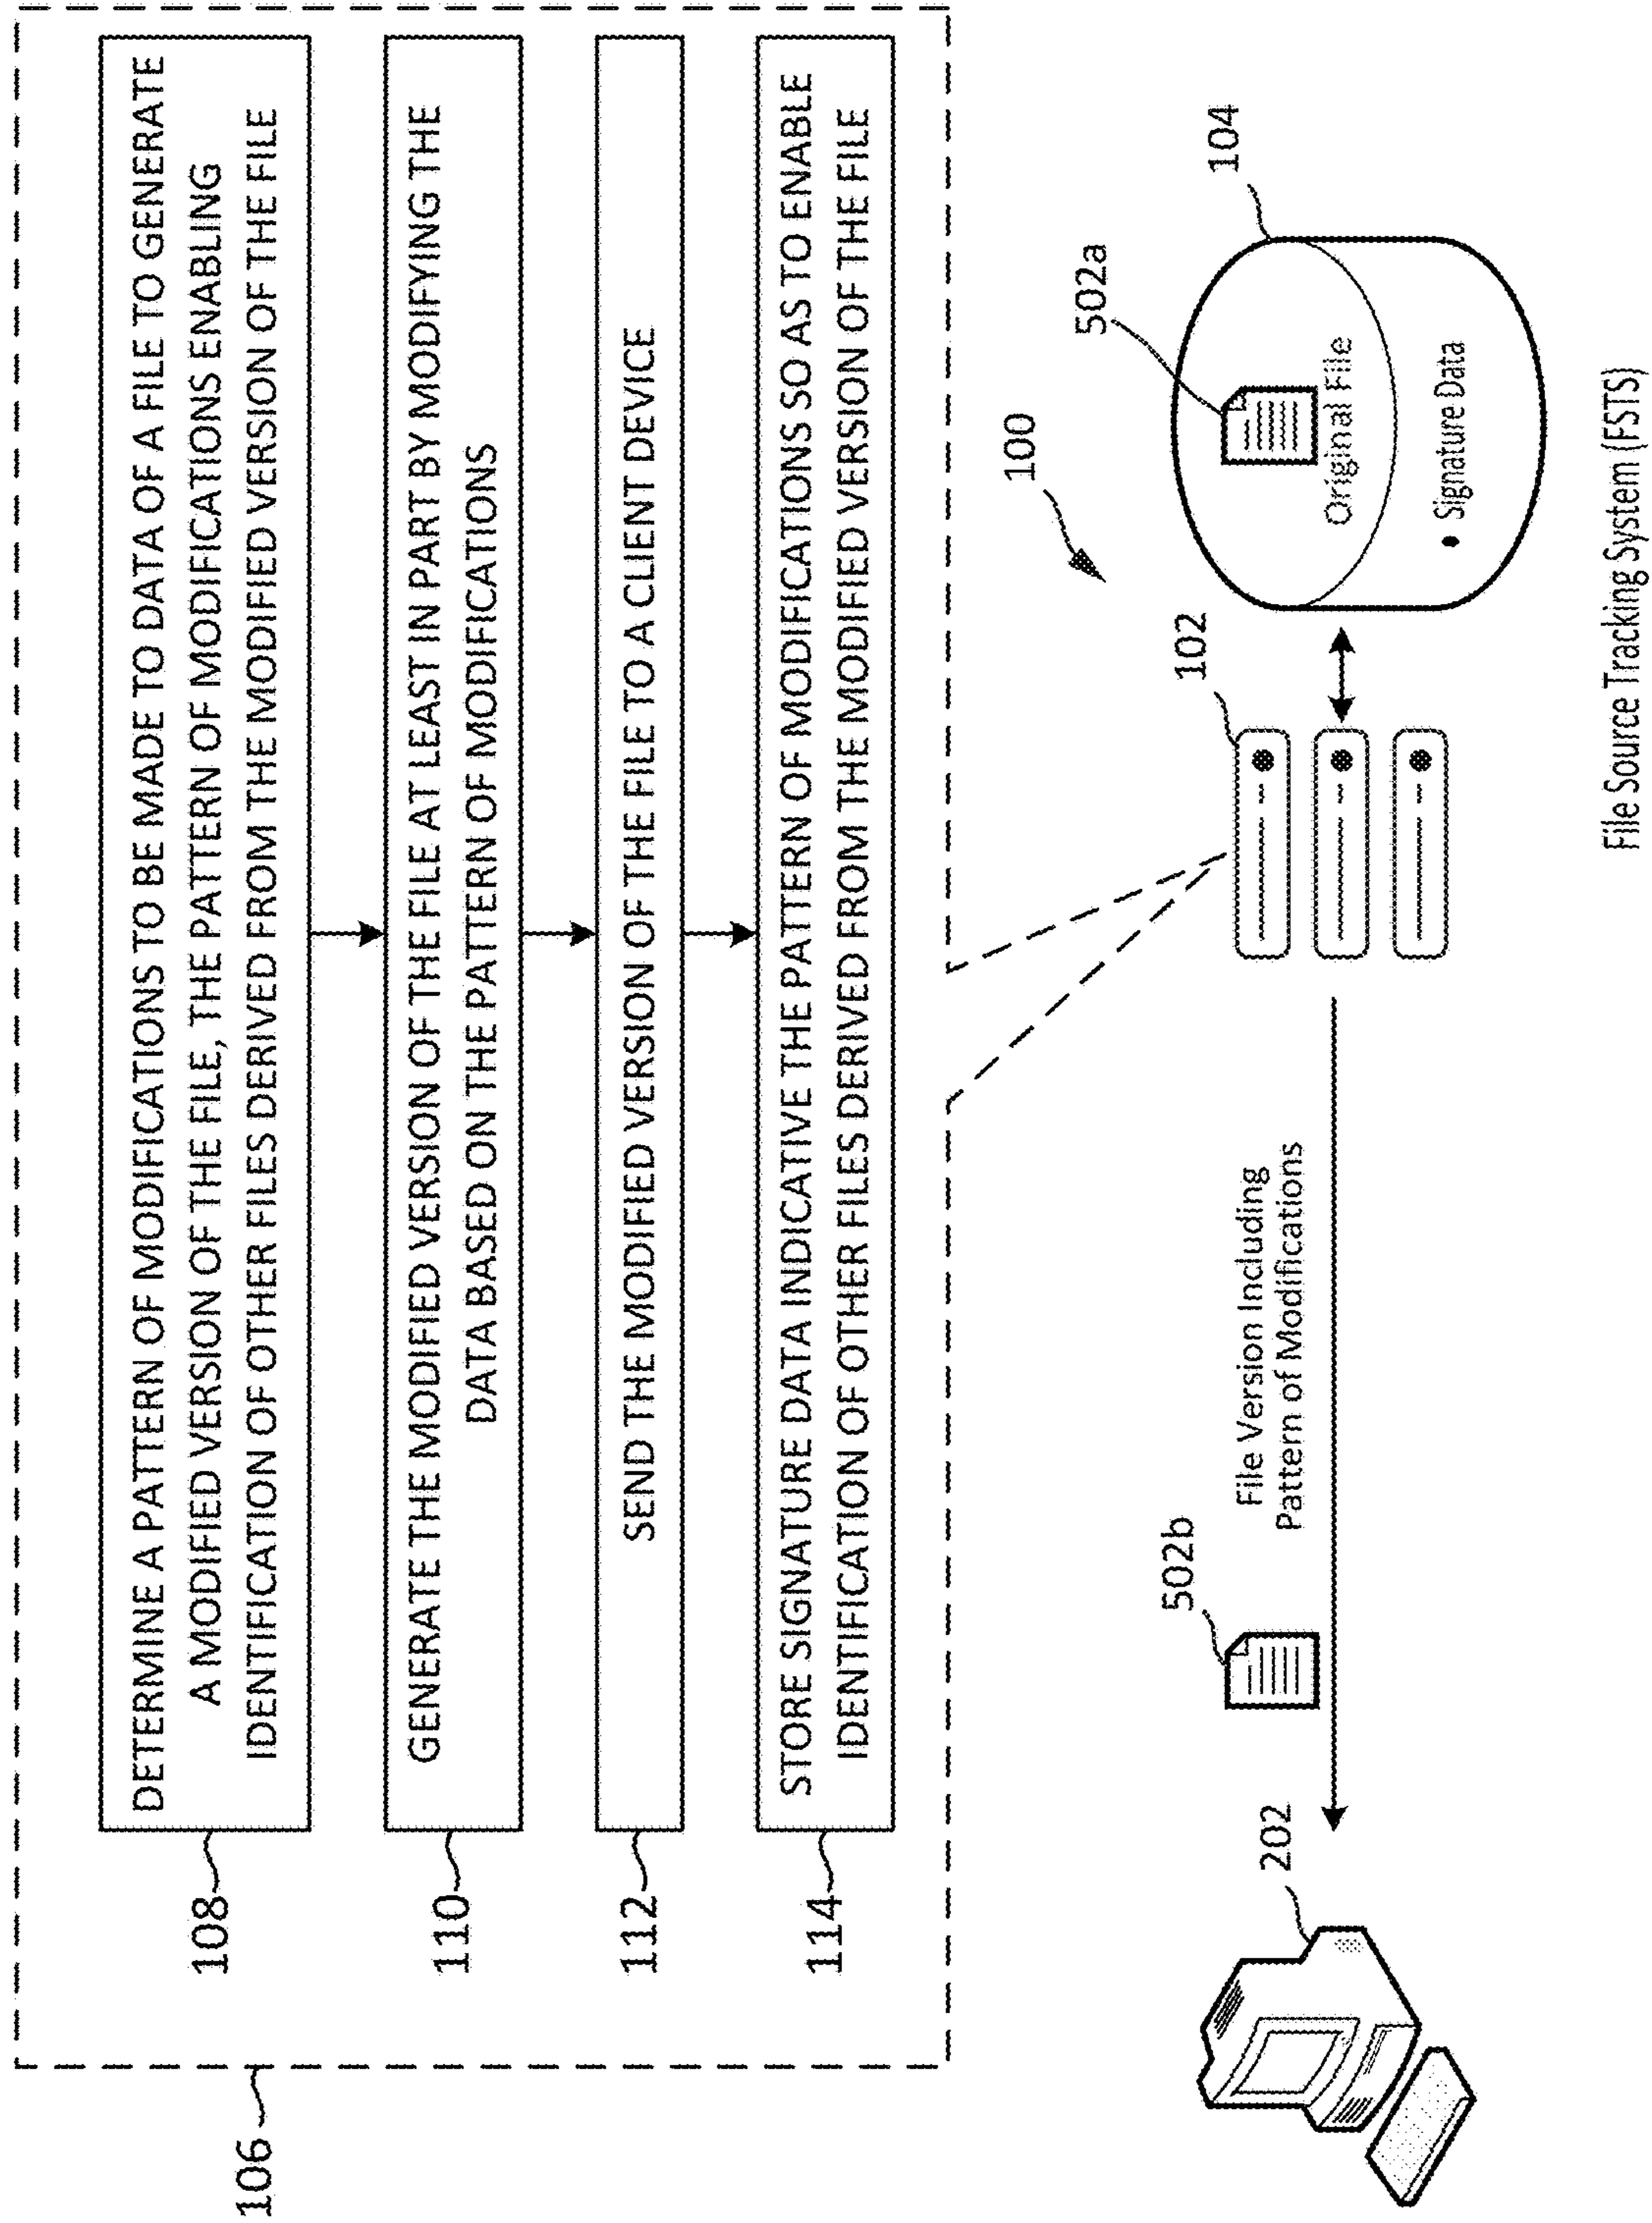 106
108
DETERMINE A PATTERN OF MODIFICATIONS TO BE MADE TO DATA OF A FILE TO GENERATE
A MODIFIED VERSION OF THE FILE, THE PATTERN OF MODIFICATIONS ENABLING
IDENTIFICATION OF OTHER FILES DERIVED FROM THE MODIFIED VERSION OF THE FILE
110
GENERATE THE MODIFIED VERSION OF THE FILE AT LEAST IN PART BY MODIFYING THE
DATA BASED ON THE PATTERN OF MODIFICATIONS
112
SEND THE MODIFIED VERSION OF THE FILE TO A CLIENT DEVICE
114
STORE SIGNATURE DATA INDICATIVE THE PATTERN OF MODIFICATIONS SO AS TO ENABLE
IDENTIFICATION OF OTHER FILES DERIVED FROM THE MODIFIED VERSION OF THE FILE
202
502b
File Version Including
Pattern of Modifications
102
100
502a
104
Original File
• Signature Data
File Source Tracking System (FSTS)